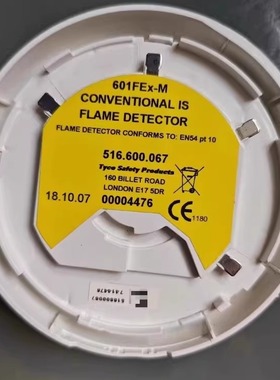 601FEx-M
CONVENTIONAL IS
FLAME DETECTOR
FLAME DETECTOR CONFORMS TO: EN54 pt 10
516.600.067
Tyco Safety Products
160 BILLET ROAD
LONDON E17 5DR
18.10.07 00004476 CE 1180